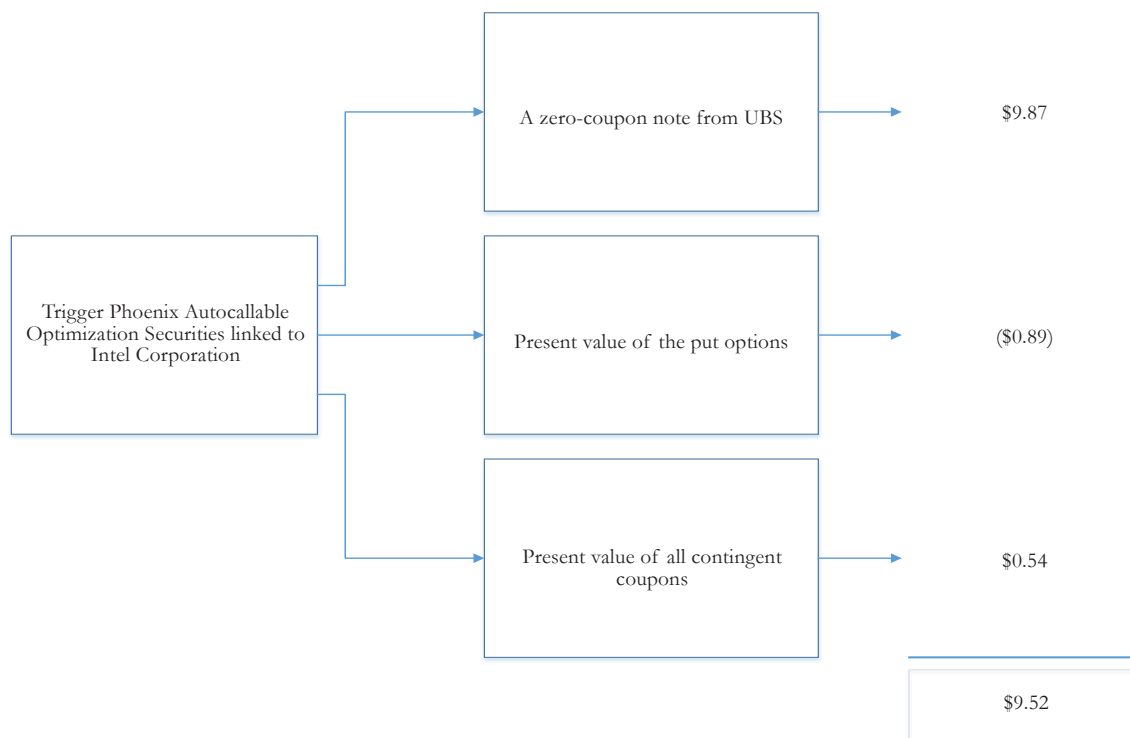 A zero-coupon note from UBS
$9.87
Trigger Phoenix Autocallable
Optimization Securities linked to
Intel Corporation
Present value of the put options
($0.89)
Present value of all contingent
coupons
$0.54
$9.52